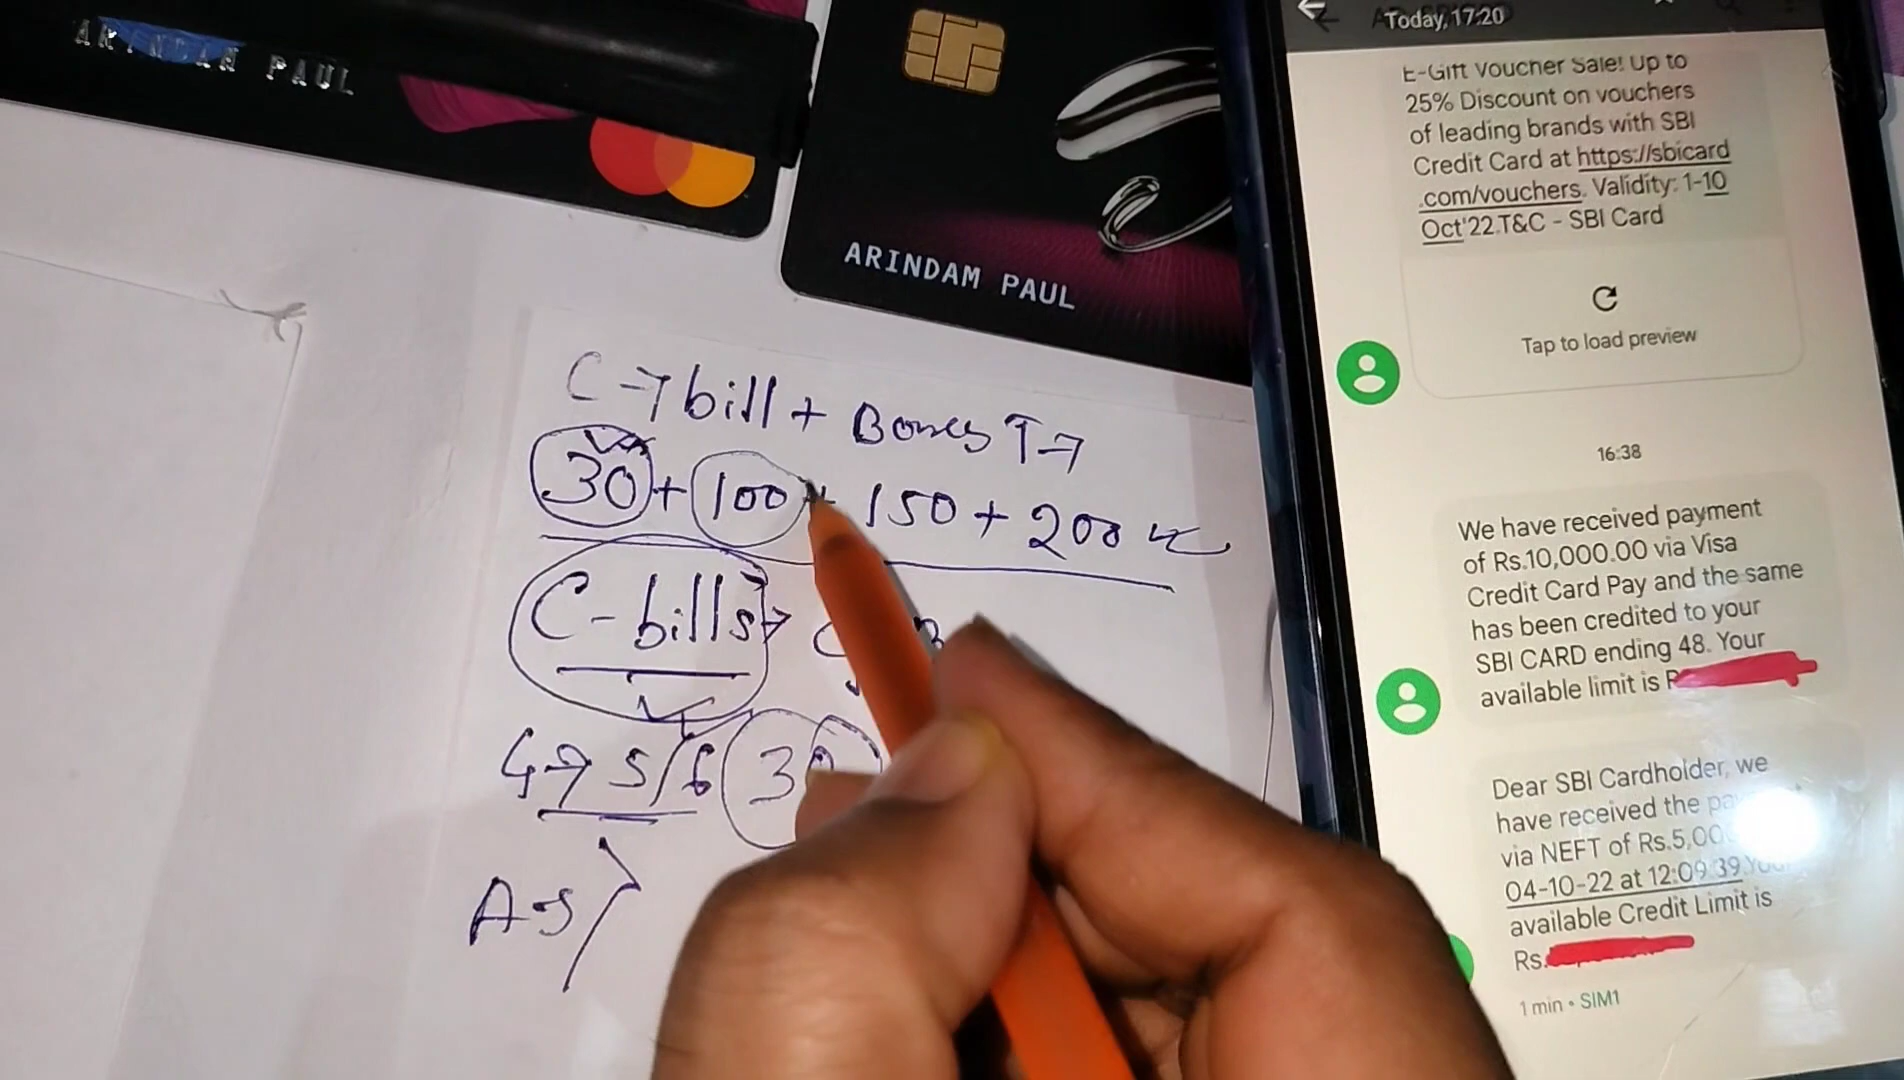 ARINDAM PAUL
ARINDAM PAUL
C → bill + Bones T →
30 + 100 + 150 + 200
C - bills →
4 → 5/6 30
A-s
Today, 17:20
E-Gift Voucher Sale! Up to
25% Discount on vouchers
of leading brands with SBI
Credit Card at https://sbicard
.com/vouchers. Validity: 1-10
Oct'22.T&C - SBI Card
Tap to load preview
16:38
We have received payment
of Rs.10,000.00 via Visa
Credit Card Pay and the same
has been credited to your
SBI CARD ending 48. Your
available limit is
Dear SBI Cardholder, we
have received the
via NEFT of Rs.5,00
04-10-22 at 12:09:39.You
available Credit Limit is
Rs.
1 min • SIM1